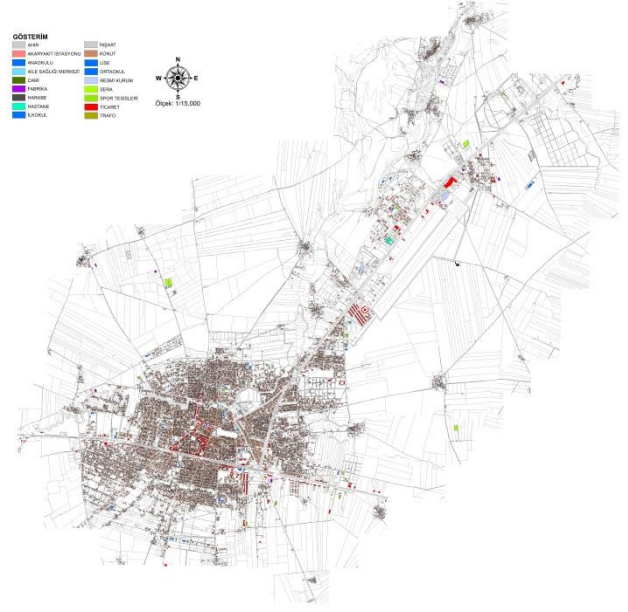 GÖSTERİM
AHIR
AKARYAKIT İSTASYONU
ANAOKULU
AİLE SAĞLIĞI MERKEZİ
CAMİ
FABRİKA
HARABE
HASTANE
İLKOKUL
İNŞAAT
KONUT
LİSE
ORTAOKUL
RESMİ KURUM
SERA
SPOR TESİSLERİ
TİCARET
TRAFO
N
W E
S
Ölçek: 1/15,000